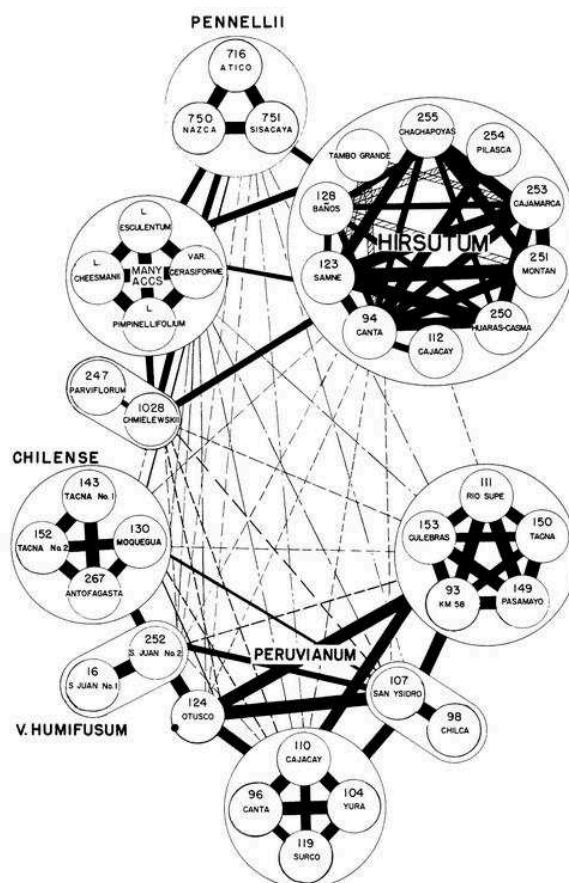 PENNELLII
716
ATICO
750
NAZCA
751
SISACAYA
255
CHACHAPOYAS
254
PILASCA
TAMBO GRANDE
128
BAÑOS
253
CAJAMARCA
HIRSUTUM
123
SAMNE
251
MONTAN
94
CANTA
250
HUARAS-CASMA
112
CAJACAY
L.
ESCULENTUM
L.
CHEESMANII
MANY
ACCS
VAR.
CERASIFORME
L
PIMPINELLIFOLIUM
247
PARVIFLORUM
1028
CHMIELEWSKII
CHILENSE
143
TACNA No.1
152
TACNA No.2
130
MOQUEGUA
267
ANTOFAGASTA
111
RIO SUPE
153
CULEBRAS
150
TACNA
93
KM 58
149
PASAMAYO
252
S. JUAN No.2
16
S. JUAN No.1
V. HUMIFUSUM
PERUVIANUM
124
OTUSCO
107
SAN YSIDRO
98
CHILCA
110
CAJACAY
96
CANTA
104
YURA
119
SURCO